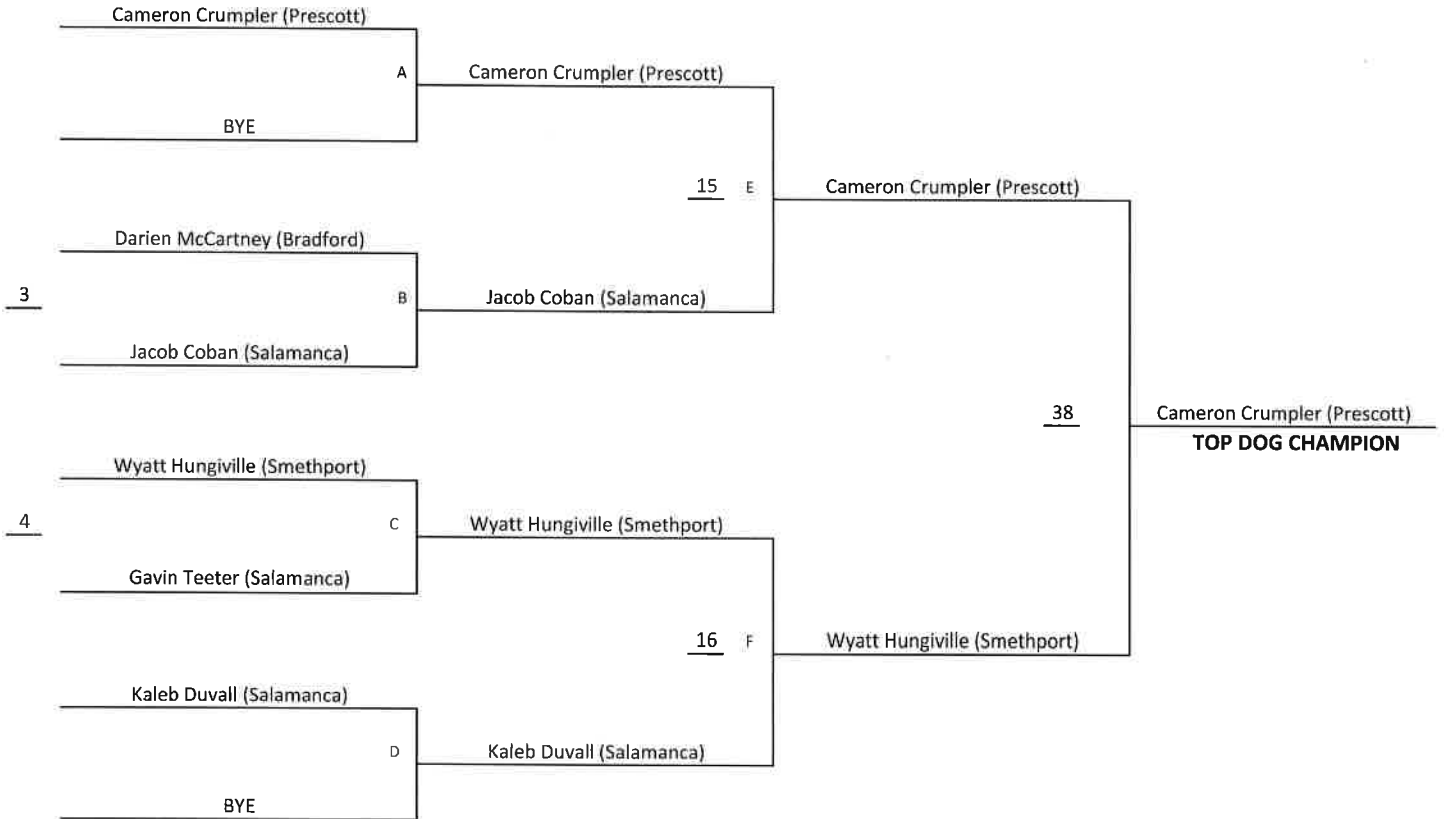 Cameron Crumpler (Prescott)
A
Cameron Crumpler (Prescott)
BYE
15
E
Cameron Crumpler (Prescott)
Darien McCartney (Bradford)
3
B
Jacob Coban (Salamanca)
Jacob Coban (Salamanca)
38
Cameron Crumpler (Prescott)
TOP DOG CHAMPION
Wyatt Hungiville (Smethport)
4
C
Wyatt Hungiville (Smethport)
Gavin Teeter (Salamanca)
16
F
Wyatt Hungiville (Smethport)
Kaleb Duvall (Salamanca)
D
Kaleb Duvall (Salamanca)
BYE